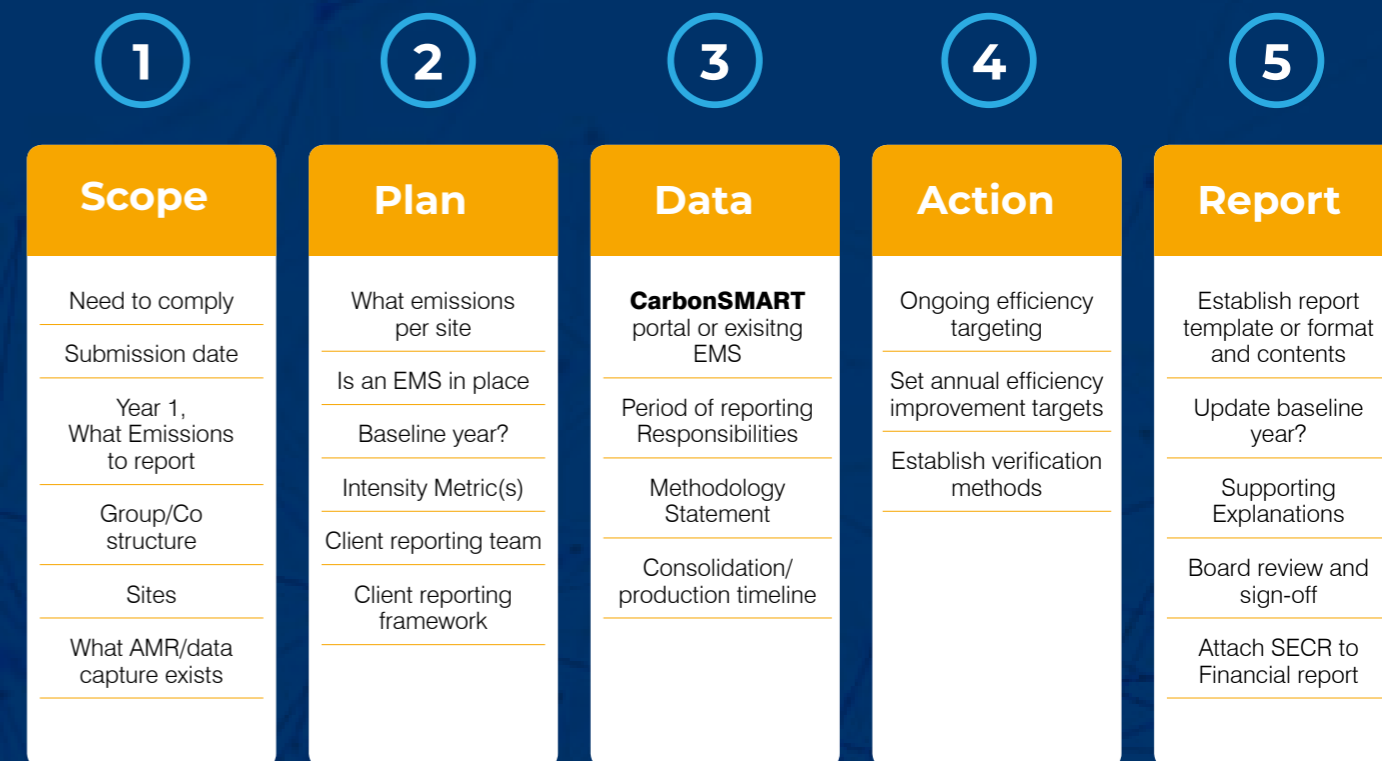 1
2
3
4
5
Scope
Need to comply
Submission date
Year 1,
What Emissions
to report
Group/Co
structure
Sites
What AMR/data
capture exists
Plan
What emissions
per site
Is an EMS in place
Baseline year?
Intensity Metric(s)
Client reporting team
Client reporting
framework
Data
CarbonSMART
portal or exisitng
EMS
Period of reporting
Responsibilities
Methodology
Statement
Consolidation/
production timeline
Action
Ongoing efficiency
targeting
Set annual efficiency
improvement targets
Establish verification
methods
Report
Establish report
template or format
and contents
Update baseline
year?
Supporting
Explanations
Board review and
sign-off
Attach SECR to
Financial report